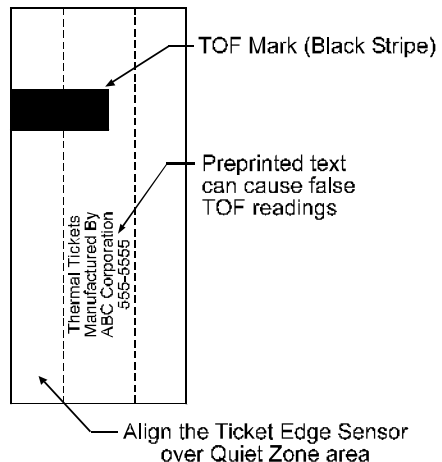 TOF Mark (Black Stripe)
Preprinted text
can cause false
TOF readings
Thermal Tickets
Manufactured By
ABC Corporation
555-5555
Align the Ticket Edge Sensor
over Quiet Zone area